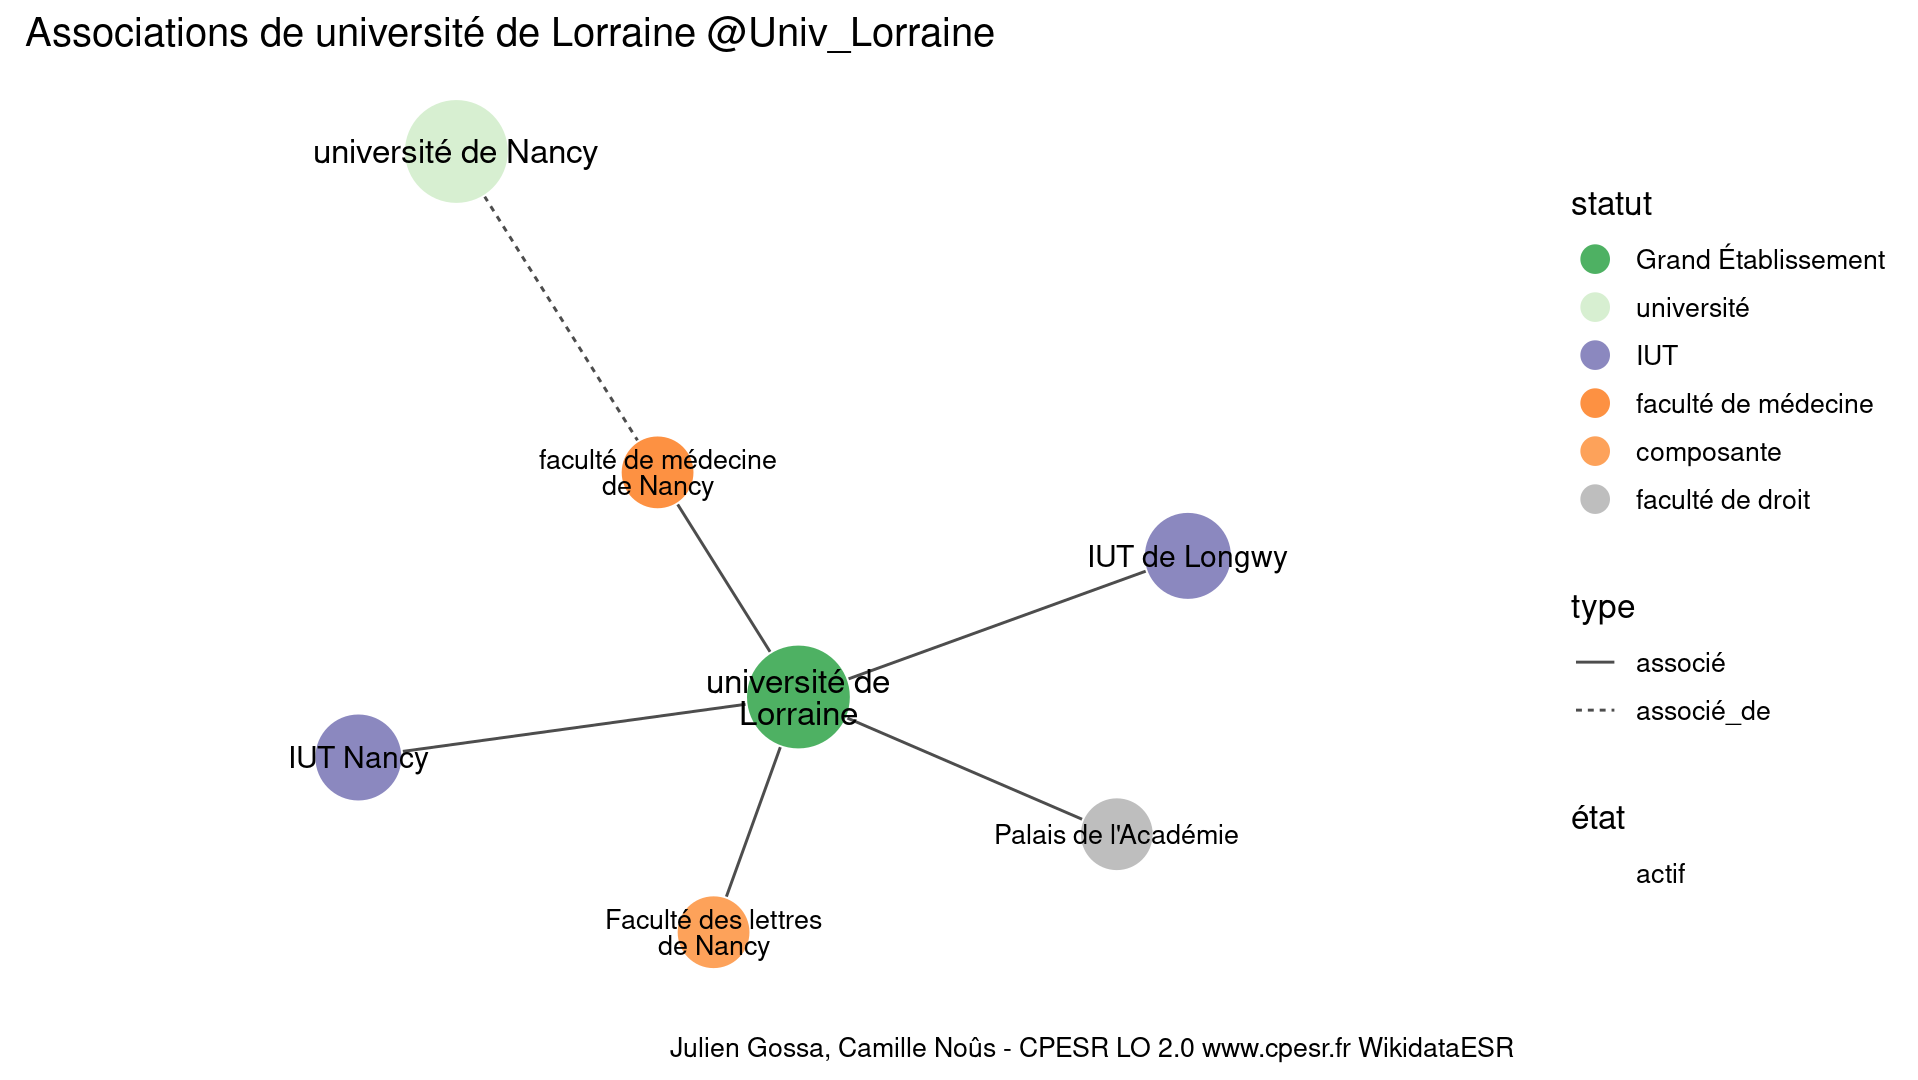 Associations de université de Lorraine @Univ_Lorraine
université de Nancy
faculté de médecine
de Nancy
IUT de Longwy
université de
Lorraine
IUT Nancy
Palais de l'Académie
Faculté des lettres
de Nancy
statut
Grand Établissement
université
IUT
faculté de médecine
composante
faculté de droit
type
associé
associé_de
état
actif
Julien Gossa, Camille Noûs - CPESR LO 2.0 www.cpesr.fr WikidataESR